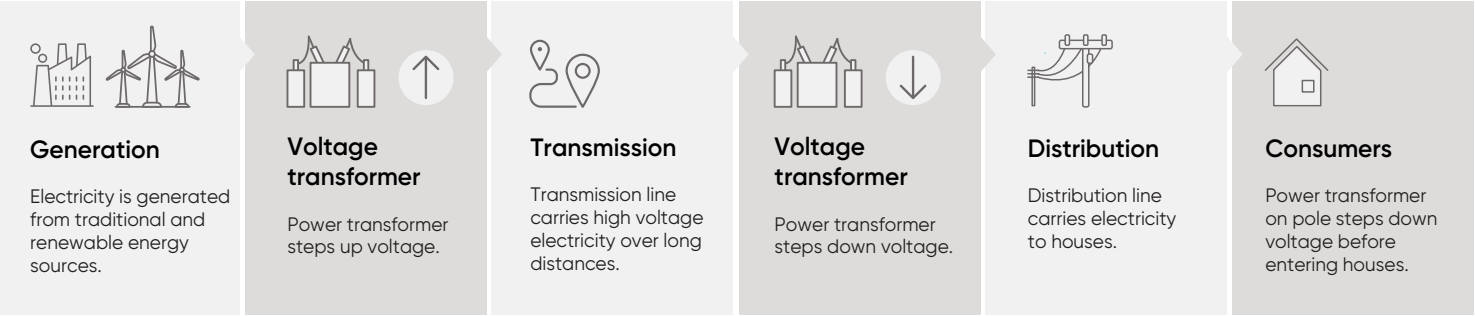 Generation
Electricity is generated
from traditional and
renewable energy
sources.
Voltage
transformer
Power transformer
steps up voltage.
Transmission
Transmission line
carries high voltage
electricity over long
distances.
Voltage
transformer
Power transformer
steps down voltage.
Distribution
Distribution line
carries electricity
to houses.
Consumers
Power transformer
on pole steps down
voltage before
entering houses.